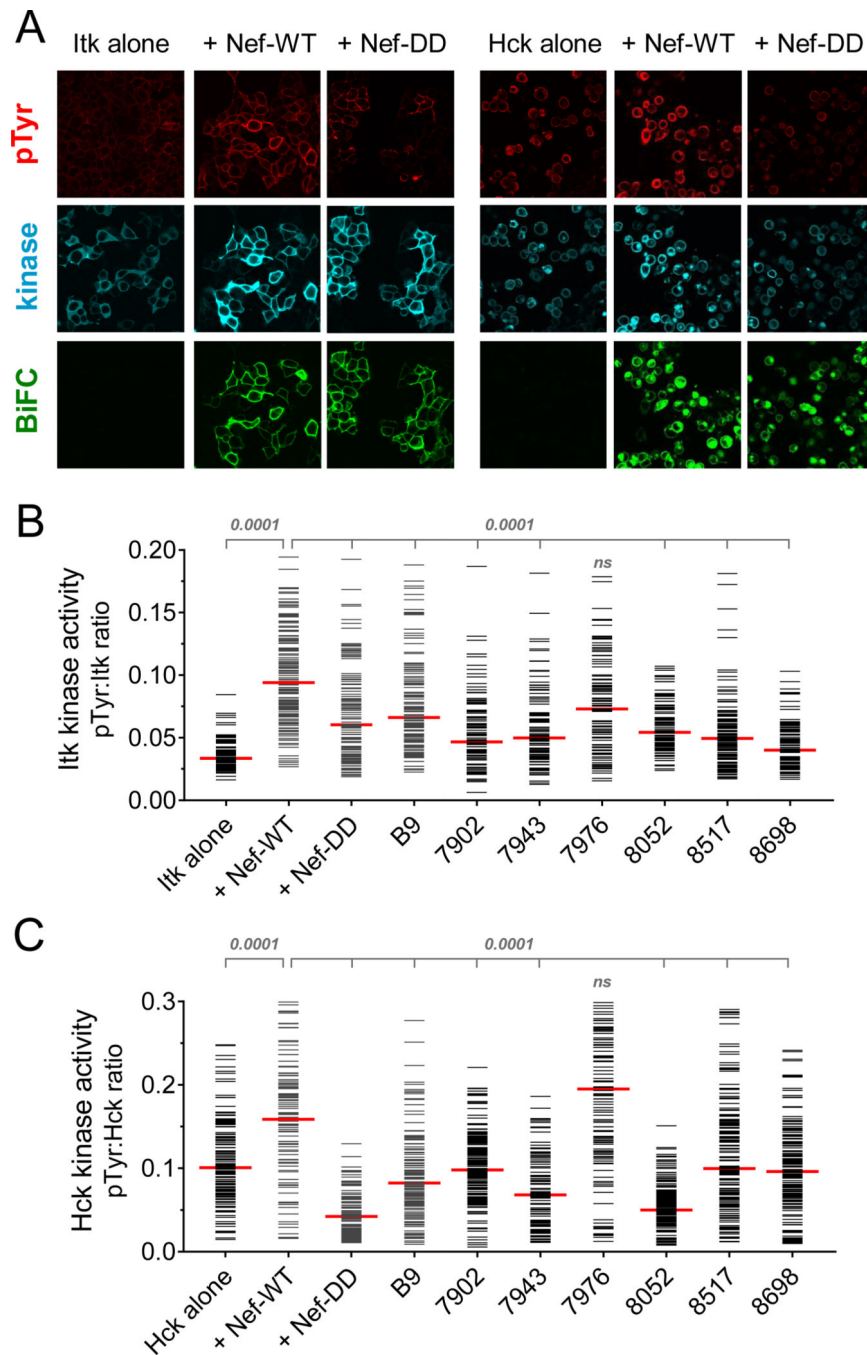 A
Itk alone + Nef-WT + Nef-DD Hck alone + Nef-WT + Nef-DD
pTyr
kinase
BiFC
B
0.0001 0.0001
ns
Itk kinase activity
pTyr:Itk ratio
0.20
0.15
0.10
0.05
0.00
Itk alone + Nef-WT + Nef-DD B9 7902 7943 7976 8052 8517 8698
C
0.0001 0.0001
ns
Hck kinase activity
pTyr:Hck ratio
0.3
0.2
0.1
0.0
Hck alone + Nef-WT + Nef-DD B9 7902 7943 7976 8052 8517 8698